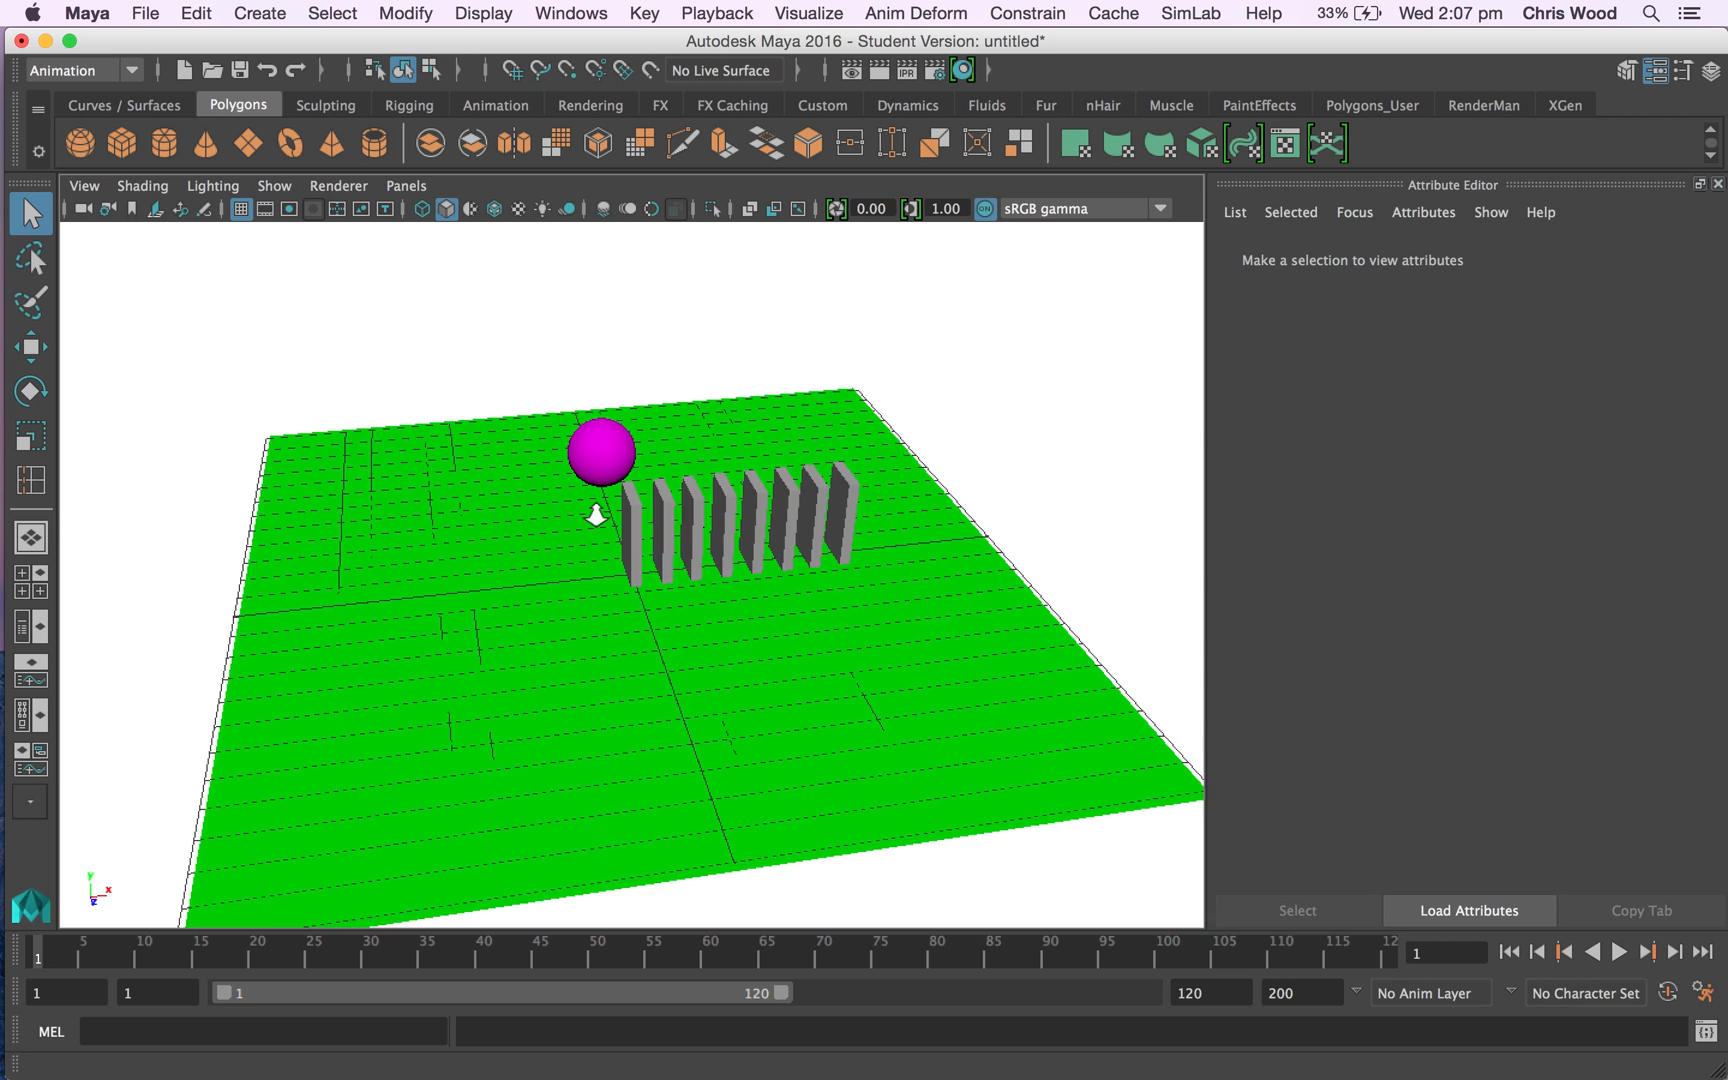 Maya File Edit Create Select Modify Display Windows Key Playback Visualize Anim Deform Constrain Cache SimLab Help 33% Wed 2:07 pm Chris Wood
Autodesk Maya 2016 - Student Version: untitled*
Animation No Live Surface IPR
Curves / Surfaces Polygons Sculpting Rigging Animation Rendering FX FX Caching Custom Dynamics Fluids Fur nHair Muscle PaintEffects Polygons_User RenderMan XGen
View Shading Lighting Show Renderer Panels
Attribute Editor
0.00 1.00 ON sRGB gamma
List Selected Focus Attributes Show Help
Make a selection to view attributes
y x z
Select Load Attributes Copy Tab
5 10 15 20 25 30 35 40 45 50 55 60 65 70 75 80 85 90 95 100 105 110 115 12
1 1
1 1 1 120 120 200 No Anim Layer No Character Set
MEL